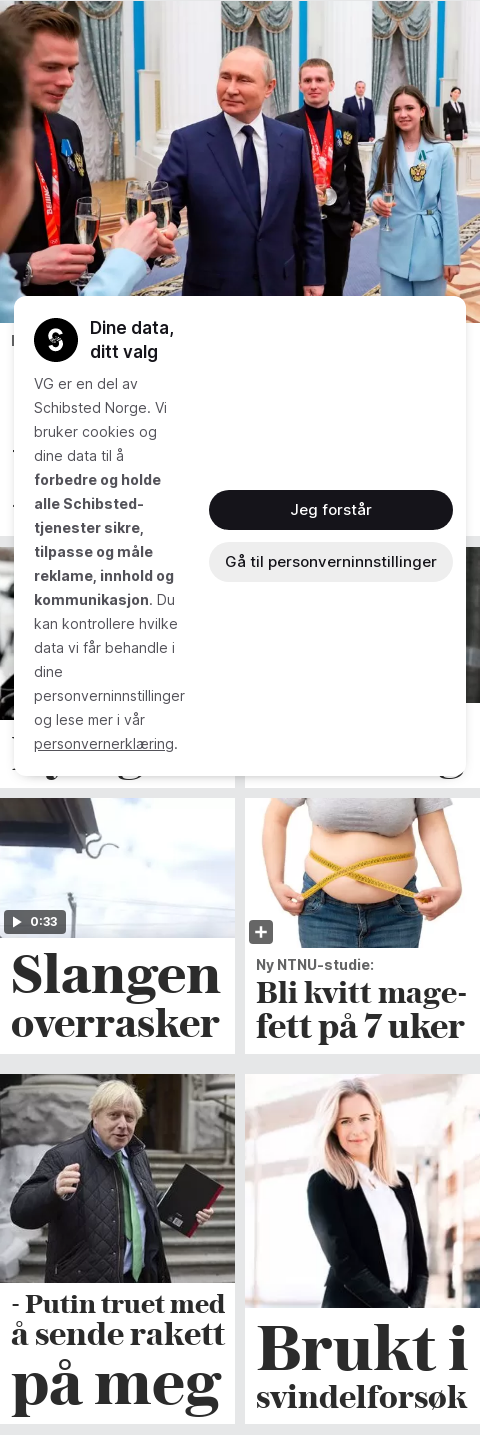 Dine data,
ditt valg
VG er en del av
Schibsted Norge. Vi
bruker cookies og
dine data til å
forbedre og holde
alle Schibsted-
tjenester sikre,
tilpasse og måle
reklame, innhold og
kommunikasjon. Du
kan kontrollere hvilke
data vi får behandle i
dine
personverninnstillinger
og lese mer i vår
personvernerklæring.
Jeg forstår
Gå til personverninnstillinger
0:33
Slangen
overrasker
Ny NTNU-studie:
Bli kvitt mage-
fett på 7 uker
- Putin truet med
å sende rakett
på meg
Brukt i
svindelforsøk